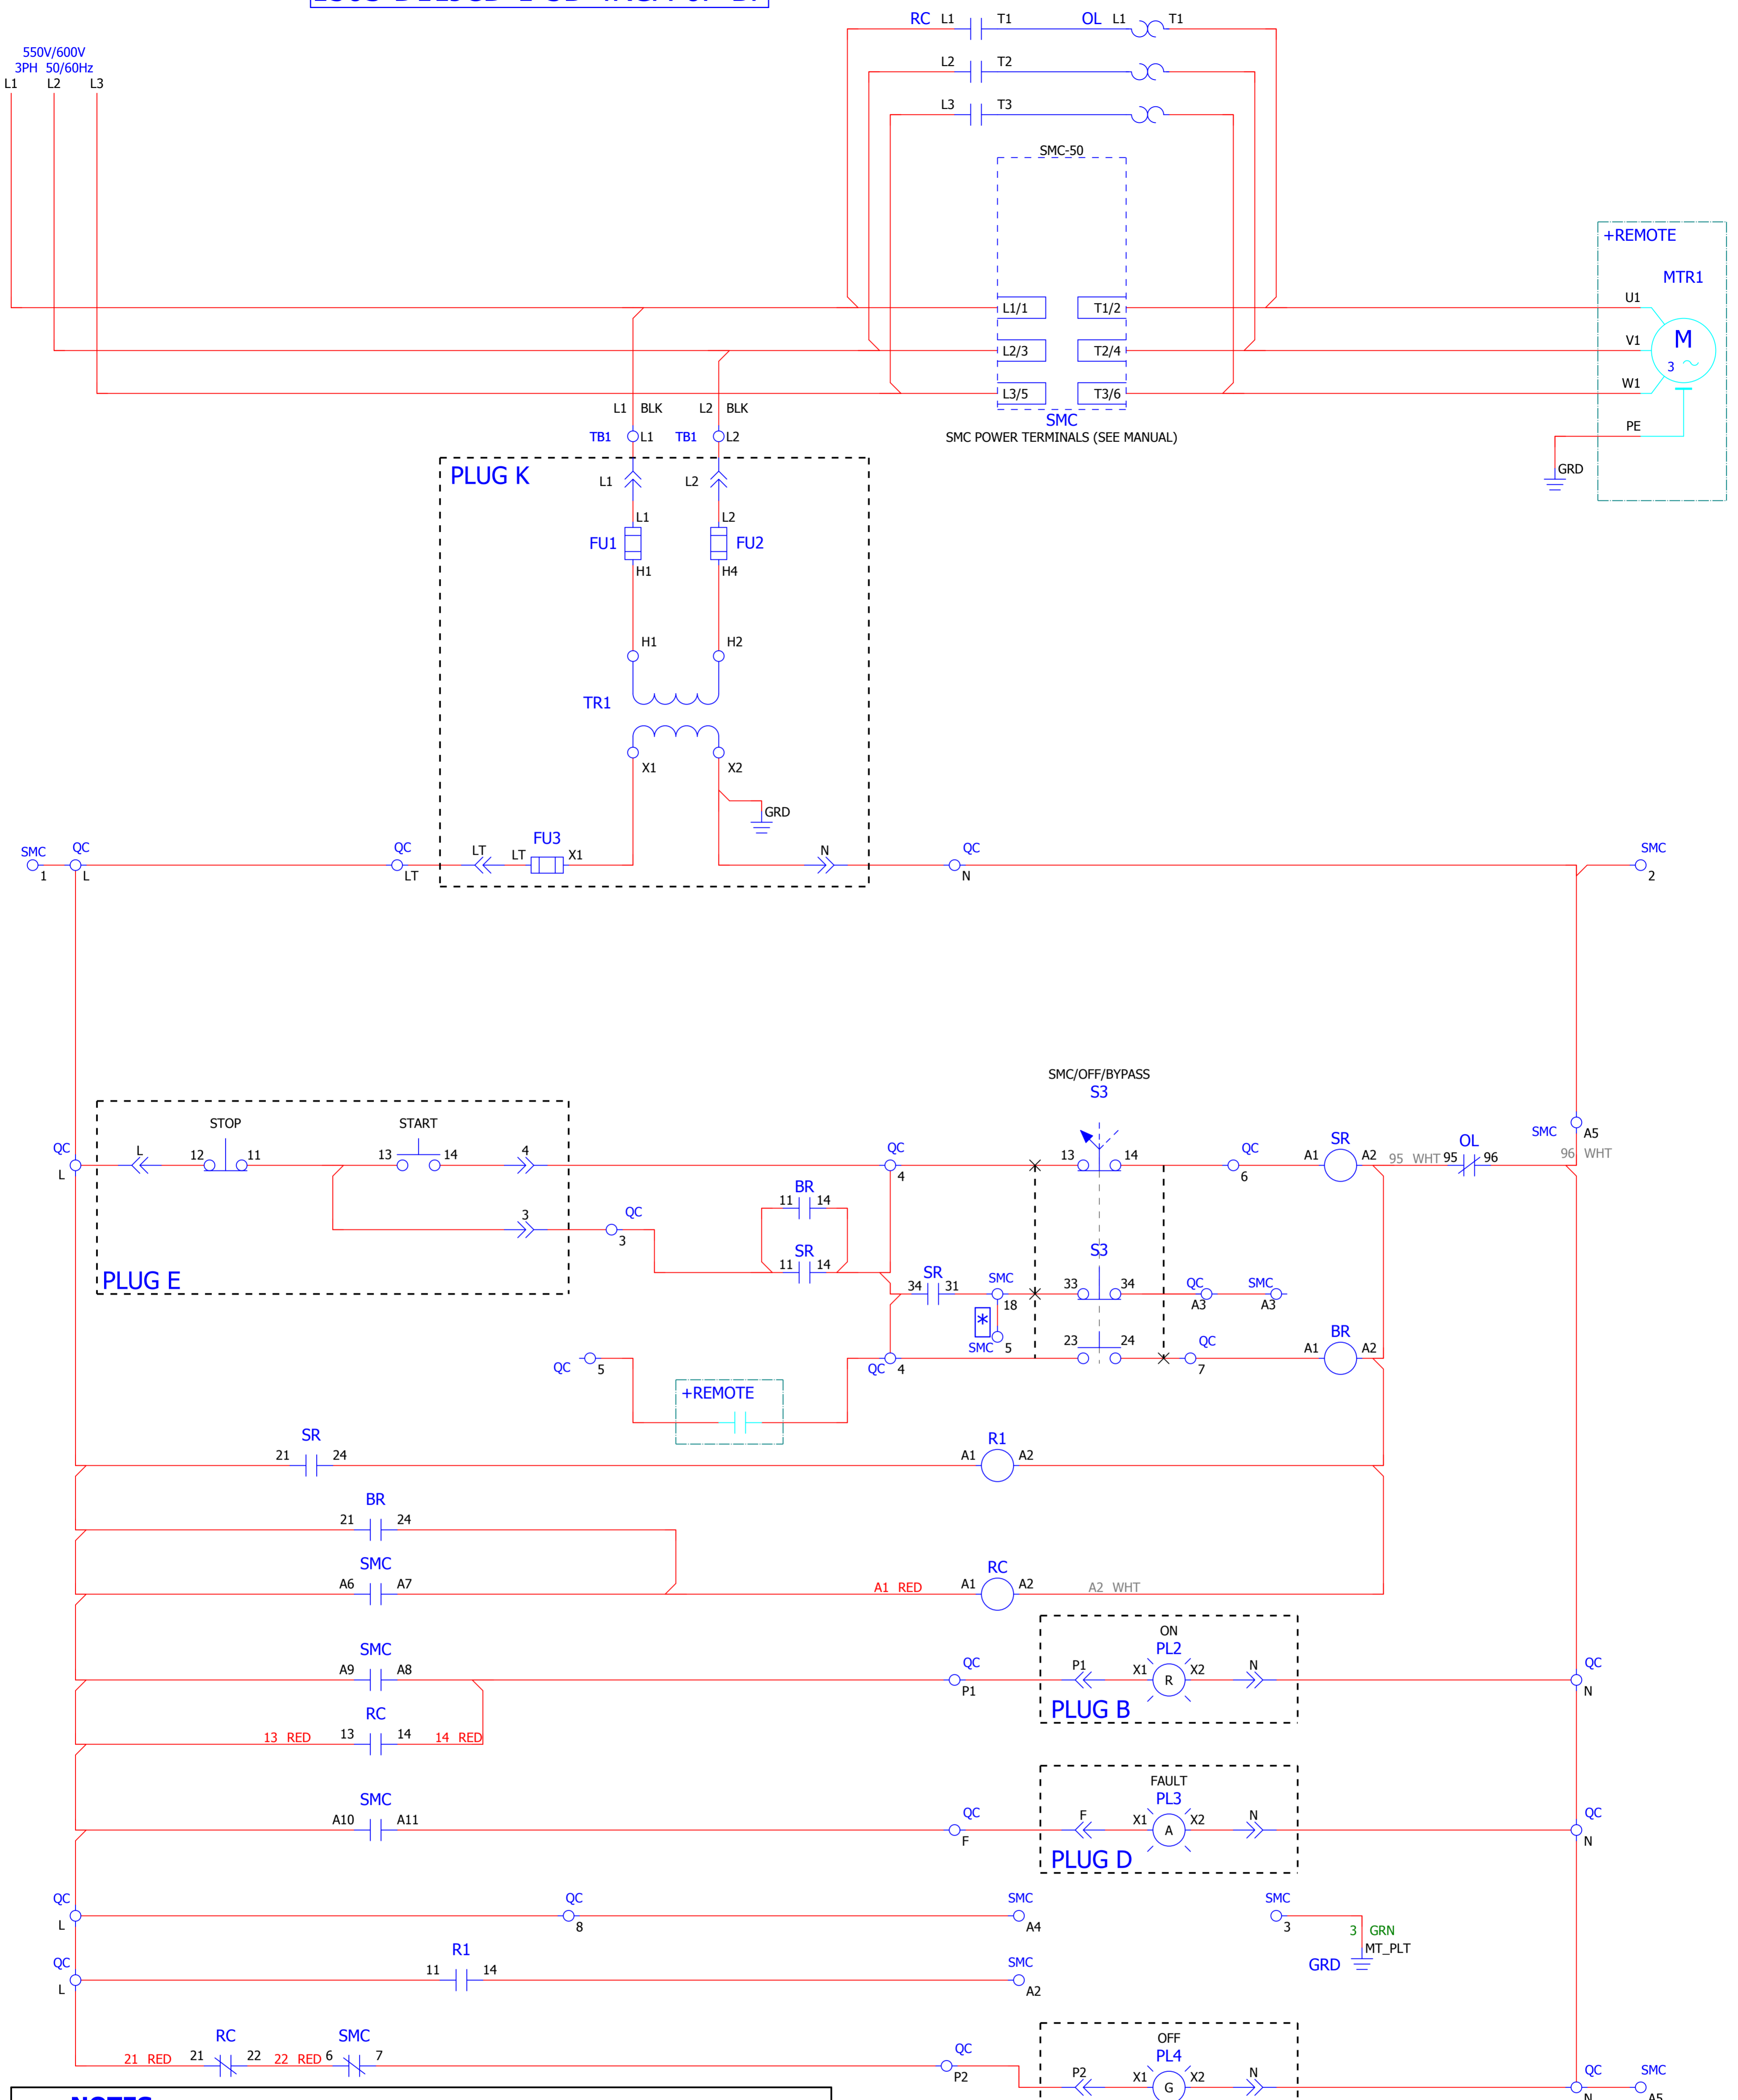 RC L1 T1 OL L1 T1
550V/600V
3PH 50/60Hz
L1 L2 L3
L2 T2
L3 T3
SMC-50
+REMOTE
MTR1
L1/1 T1/2 U1
L2/3 T2/4 V1 M
3
L3/5 T3/6 W1
L1 BLK L2 BLK
SMC
TB1 L1 TB1 L2
SMC POWER TERMINALS (SEE MANUAL)
PE
GRD
PLUG K
L1 L2
L1 L2
FU1 FU2
H1 H4
H1 H2
TR1
X1 X2
GRD
FU3
SMC QC QC LT LT X1 N QC SMC
1 L LT N 2
SMC/OFF/BYPASS
S3
STOP START
QC L 12 11 13 14 4 QC 13 14 QC SR OL SMC A5
L 4 6 A1 A2 95 WHT 95 96 96 WHT
BR
11 14
3 QC
3
SR
11 14
S3
PLUG E
SR
34 31 SMC 33 34 QC SMC
18 A3 A3
*
SMC 5 23 24 QC BR
A1 A2
QC 5 QC 4 7
+REMOTE
SR R1
21 24 A1 A2
BR
21 24
SMC RC
A6 A7 A1 RED A1 A2 A2 WHT
ON
SMC PL2
A9 A8 QC P1 X1 R X2 N QC
P1 N
PLUG B
RC
13 RED 13 14 14 RED
FAULT
SMC PL3
A10 A11 QC F X1 A X2 N QC
F N
PLUG D
QC QC SMC SMC
L 8 A4 3
3 GRN
MT_PLT
GRD
QC R1 SMC
L 11 14 A2
OFF
RC SMC PL4
21 RED 21 22 22 RED 6 7 QC
P2 P2 X1 G X2 N QC SMC